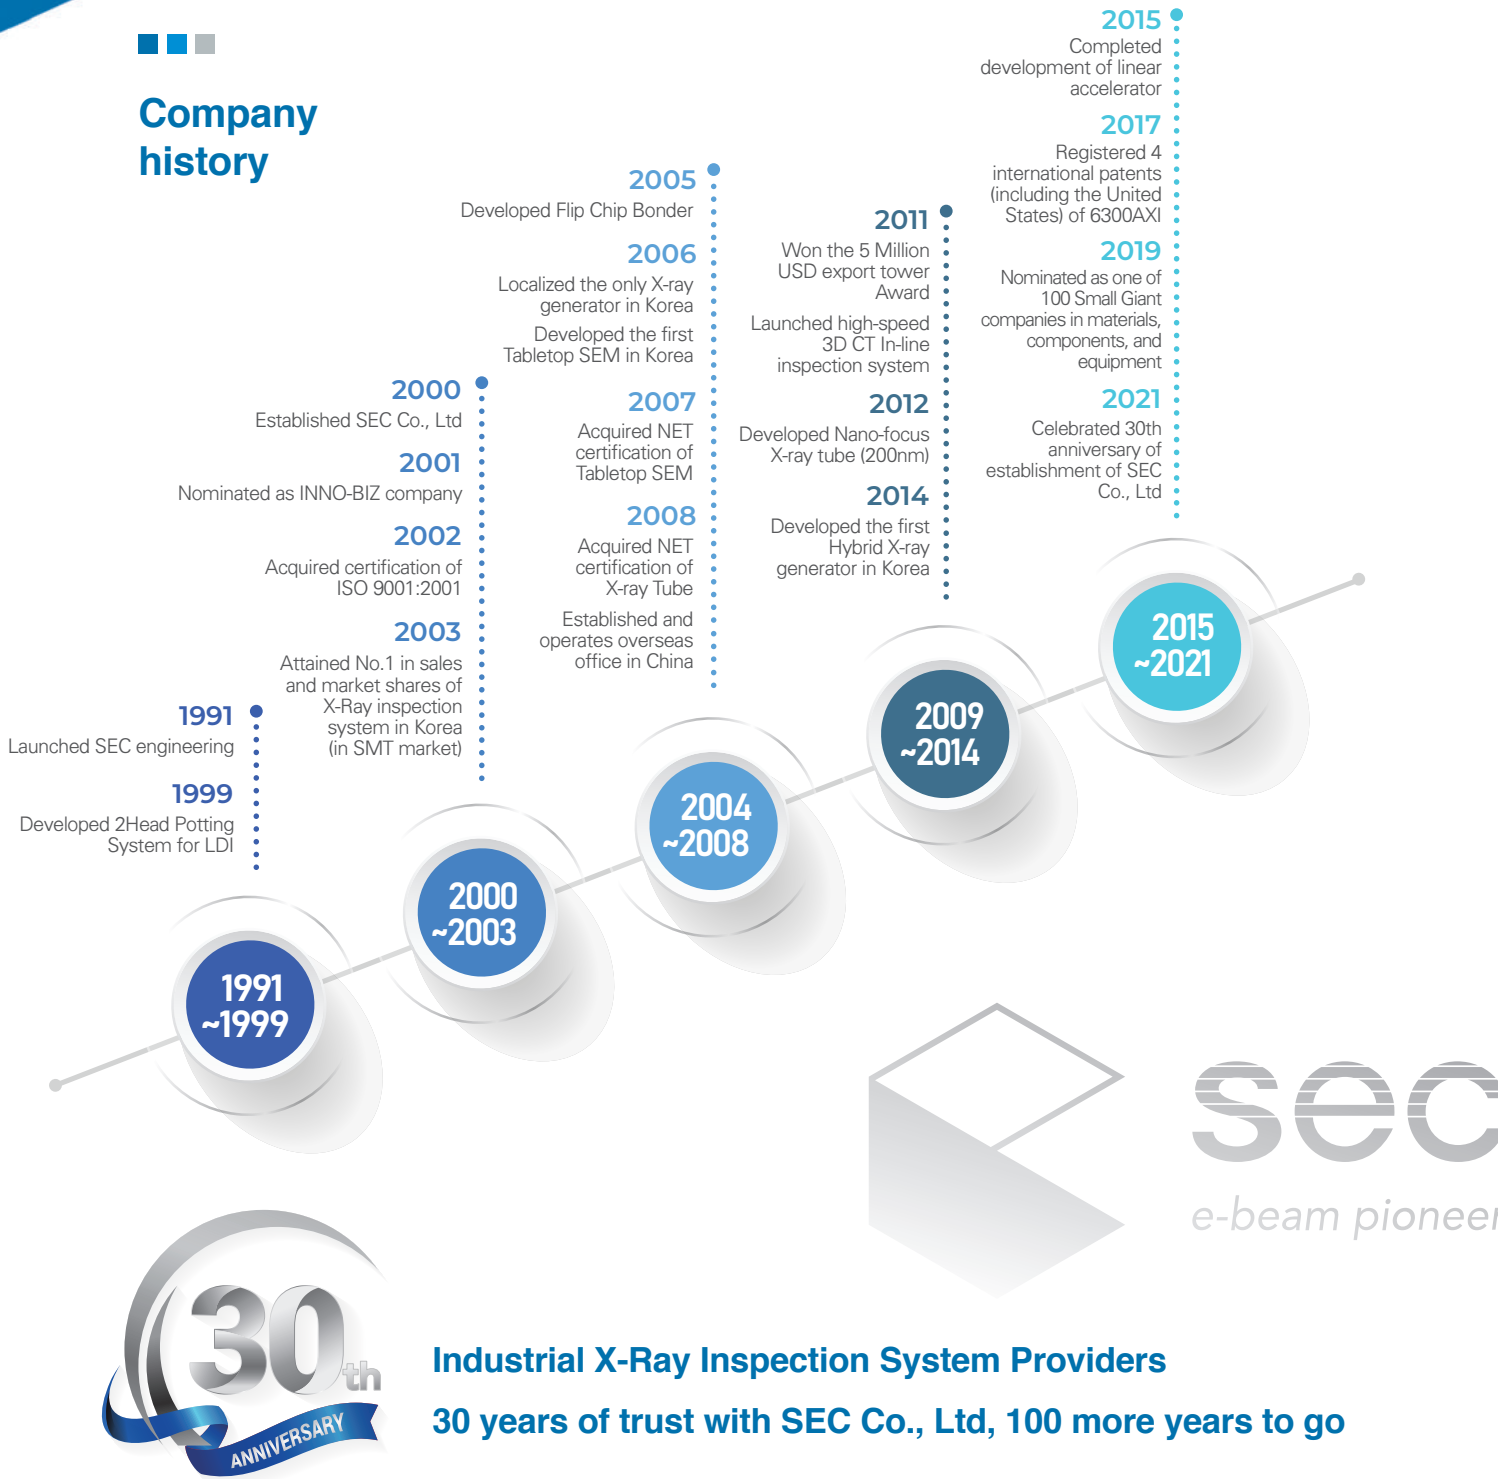 Company
history
1991
Launched SEC engineering
1999
Developed 2Head Potting
System for LDI
1991
~1999
2000
Established SEC Co., Ltd
2001
Nominated as INNO-BIZ company
2002
Acquired certification of
ISO 9001:2001
2003
Attained No.1 in sales
and market shares of
X-Ray inspection
system in Korea
(in SMT market)
2000
~2003
2005
Developed Flip Chip Bonder
2006
Localized the only X-ray
generator in Korea
Developed the first
Tabletop SEM in Korea
2007
Acquired NET
certification of
Tabletop SEM
2008
Acquired NET
certification of
X-ray Tube
Established and
operates overseas
office in China
2004
~2008
2011
Won the 5 Million
USD export tower
Award
Launched high-speed
3D CT In-line
inspection system
2012
Developed Nano-focus
X-ray tube (200nm)
2014
Developed the first
Hybrid X-ray
generator in Korea
2009
~2014
2015
Completed
development of linear
accelerator
2017
Registered 4
international patents
(including the United
States) of 6300AXI
2019
Nominated as one of
100 Small Giant
companies in materials,
components, and
equipment
2021
Celebrated 30th
anniversary of
establishment of SEC
Co., Ltd
2015
~2021
sec
e-beam pioneer
30th
ANNIVERSARY
Industrial X-Ray Inspection System Providers
30 years of trust with SEC Co., Ltd, 100 more years to go